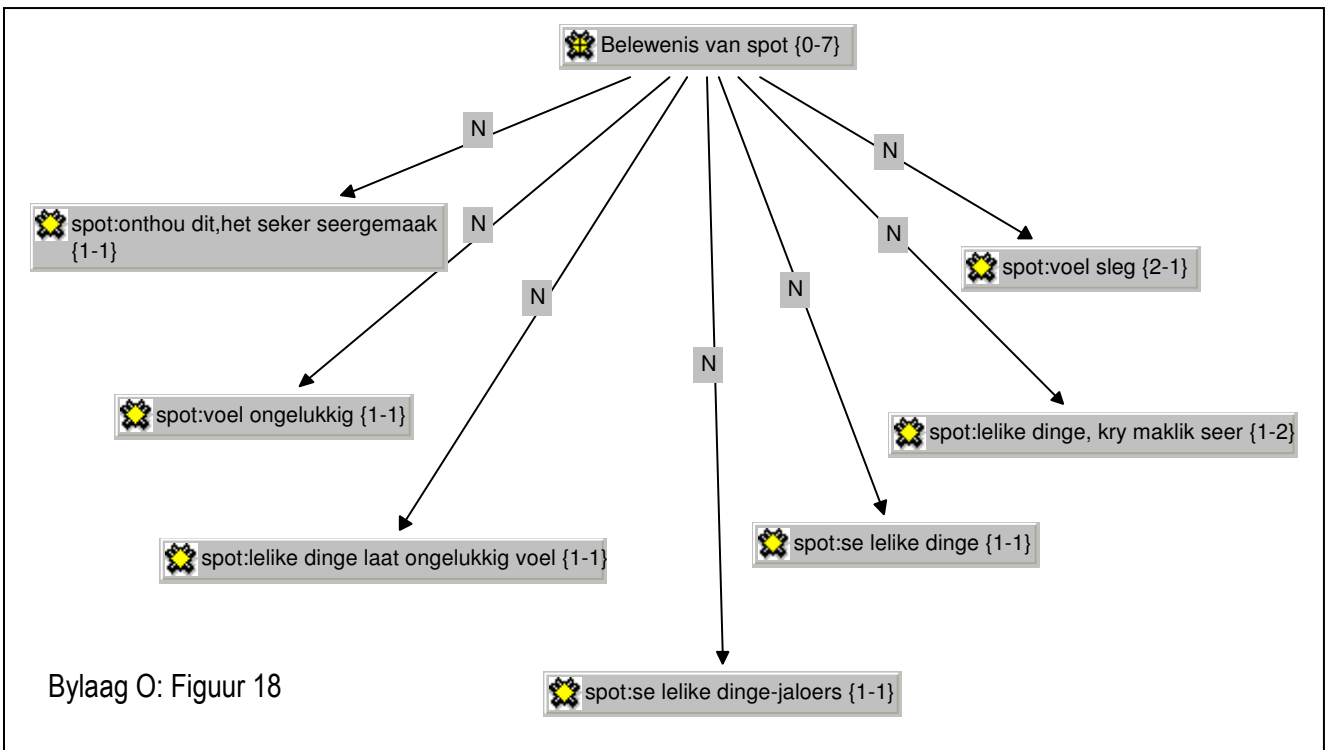 Belewenis van spot {0-7}
N
N
N
N
N
N
N
spot:onthou dit,het seker seergemaak
{1-1}
spot:voel sleg {2-1}
spot:voel ongelukkig {1-1}
spot:lelike dinge, kry maklik seer {1-2}
spot:lelike dinge laat ongelukkig voel {1-1}
spot:se lelike dinge {1-1}
spot:se lelike dinge-jaloers {1-1}
Bylaag O: Figuur 18